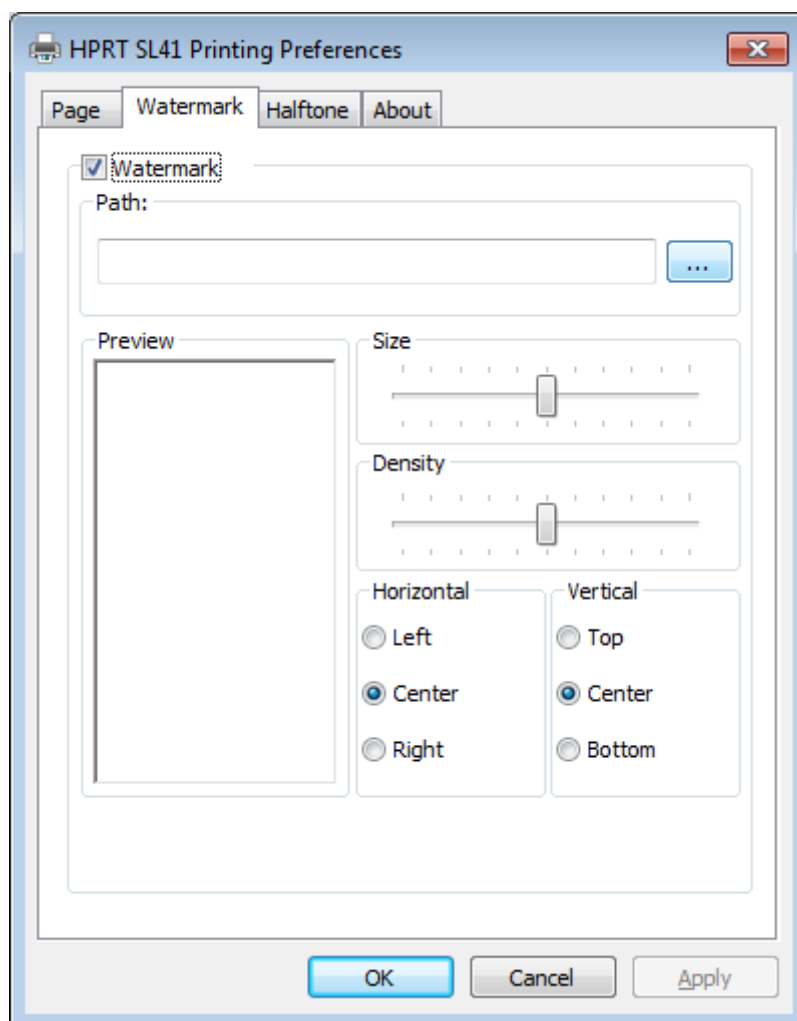 HPRT SL41 Printing Preferences
Page Watermark Halftone About
Watermark
Path:
...
Preview
Size
Density
Horizontal Vertical
Left Top
Center Center
Right Bottom
OK Cancel Apply